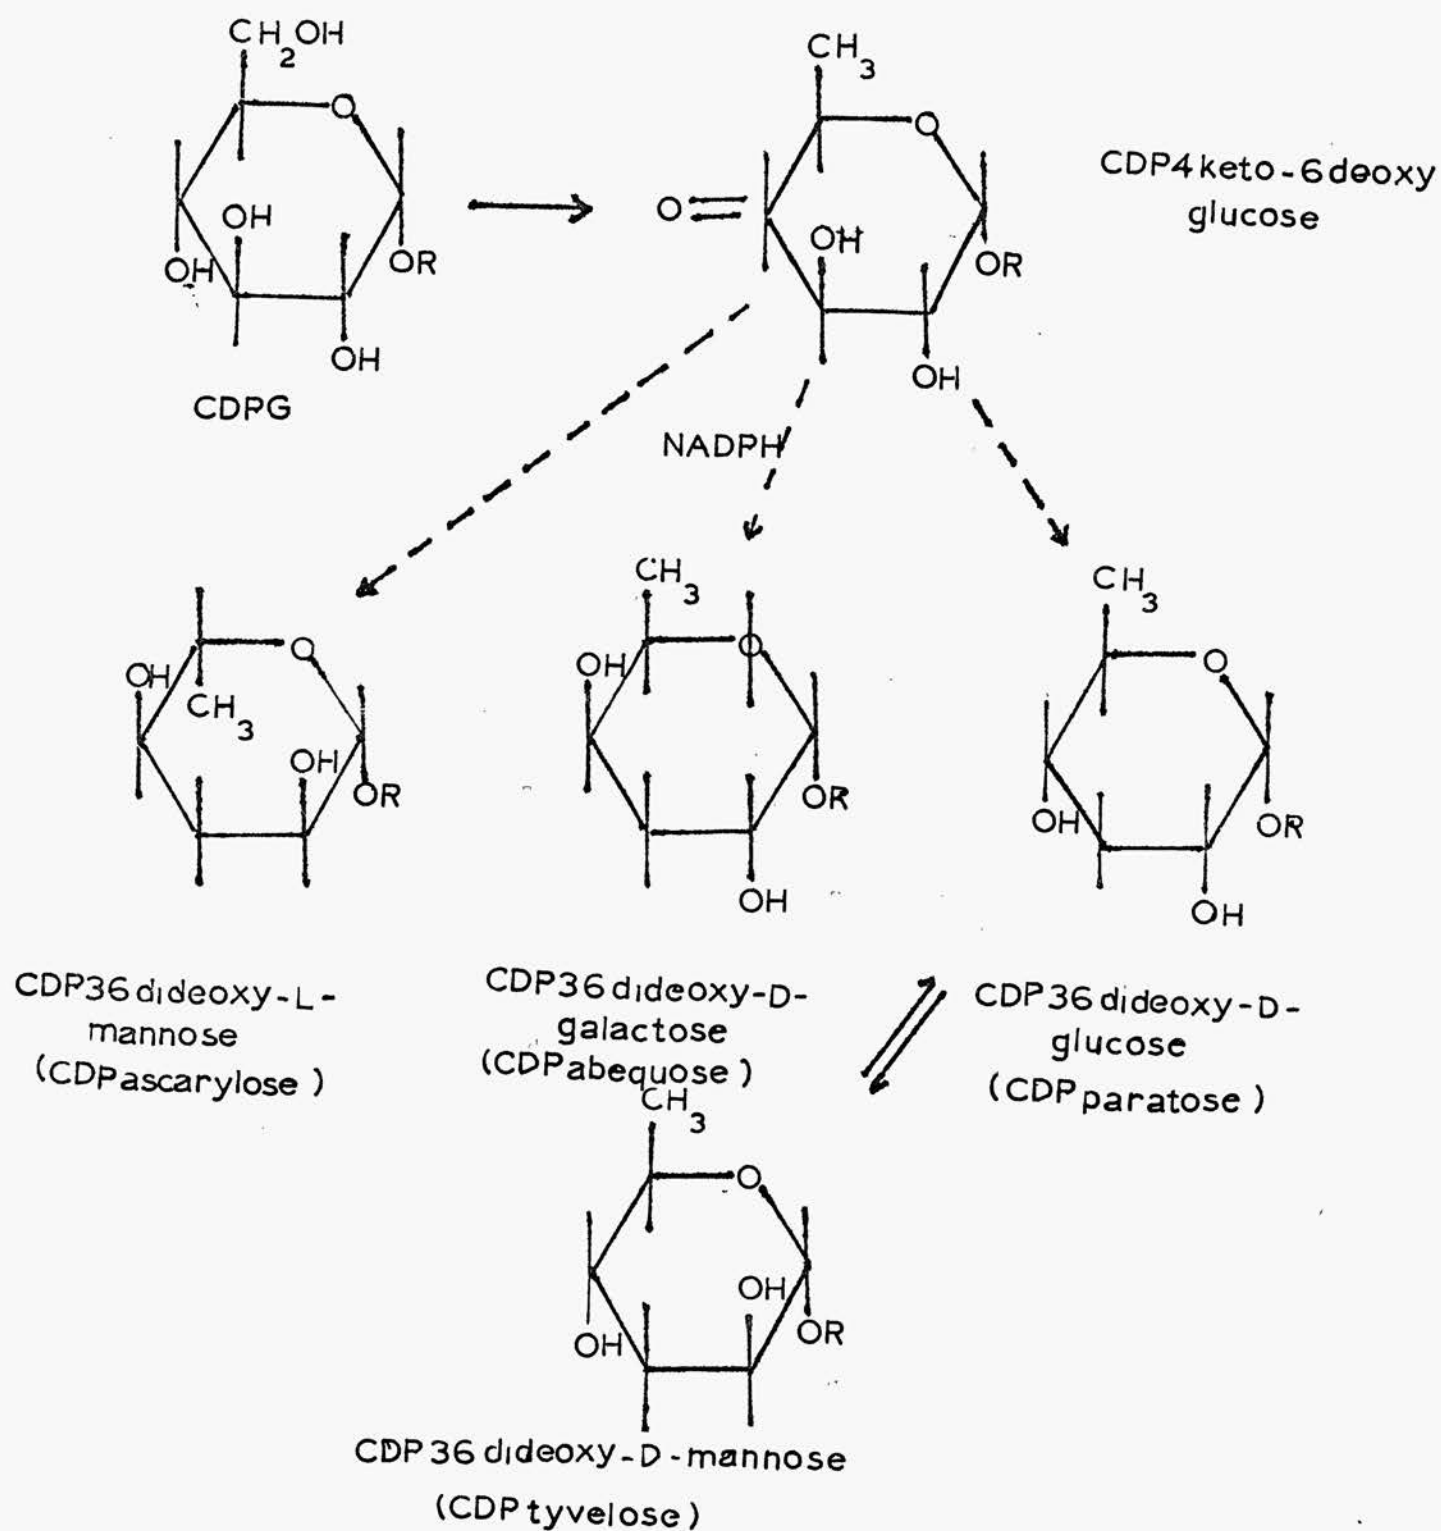 CH2OH
O
OH
OH
OR
OH
CDPG
CH3
O
O
OH
OR
OH
CDP4keto-6deoxy
glucose
NADPH
O
OH
CH3
OH
OR
CDP36dideoxy-L-
mannose
(CDPascarylose)
CH3
O
OH
OR
OH
CDP36dideoxy-D-
galactose
(CDPabequose)
CH3
O
OH
OR
OH
CDP36dideoxy-D-
glucose
(CDPparatose)
CH3
O
OH
OH
OR
CDP36dideoxy-D-mannose
(CDPtyvelose)